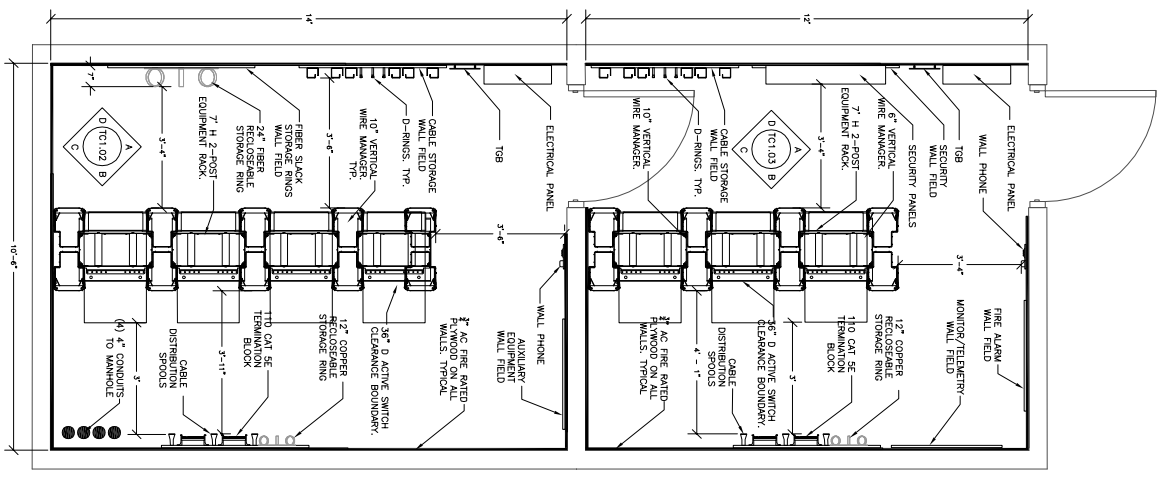 14'
12'
7"
3'-4"
7' H 2-POST
EQUIPMENT RACK.
24" FIBER
RECLOSEABLE
STORAGE RING
FIBER SLACK
STORAGE RINGS
WALL FIELD
3'-6"
10" VERTICAL
WIRE MANAGER.
TYP.
D-RINGS. TYP.
CABLE STORAGE
WALL FIELD
TGB
ELECTRICAL PANEL
A
B
C
D
TC1.02
10" VERTICAL
WIRE MANAGER.
D-RINGS. TYP.
CABLE STORAGE
WALL FIELD
A
B
C
D
TC1.03
3'-4"
7' H 2-POST
EQUIPMENT RACK.
6" VERTICAL
WIRE MANAGER.
SECURITY PANELS
SECURITY
WALL FIELD
TGB
WALL PHONE
ELECTRICAL PANEL
10'-6"
3'-6"
3'-4"
(4) 4" CONDUITS
TO MANHOLE
3'
CABLE
DISTRIBUTION
SPOOLS
3'-11"
110 CAT 5E
TERMINATION
BLOCK
12" COPPER
RECLOSEABLE
STORAGE RING
36" D ACTIVE SWITCH
CLEARANCE BOUNDARY.
AC FIRE RATED
PLYWOOD ON ALL
WALLS. TYPICAL
AUXILIARY
EQUIPMENT
WALL FIELD
WALL PHONE
AC FIRE RATED
PLYWOOD ON ALL
WALLS. TYPICAL
4' - 1"
CABLE
DISTRIBUTION
SPOOLS
36" D ACTIVE SWITCH
CLEARANCE BOUNDARY.
3'
110 CAT 5E
TERMINATION
BLOCK
12" COPPER
RECLOSEABLE
STORAGE RING
MONITOR/TELEMETRY
WALL FIELD
FIRE ALARM
WALL FIELD